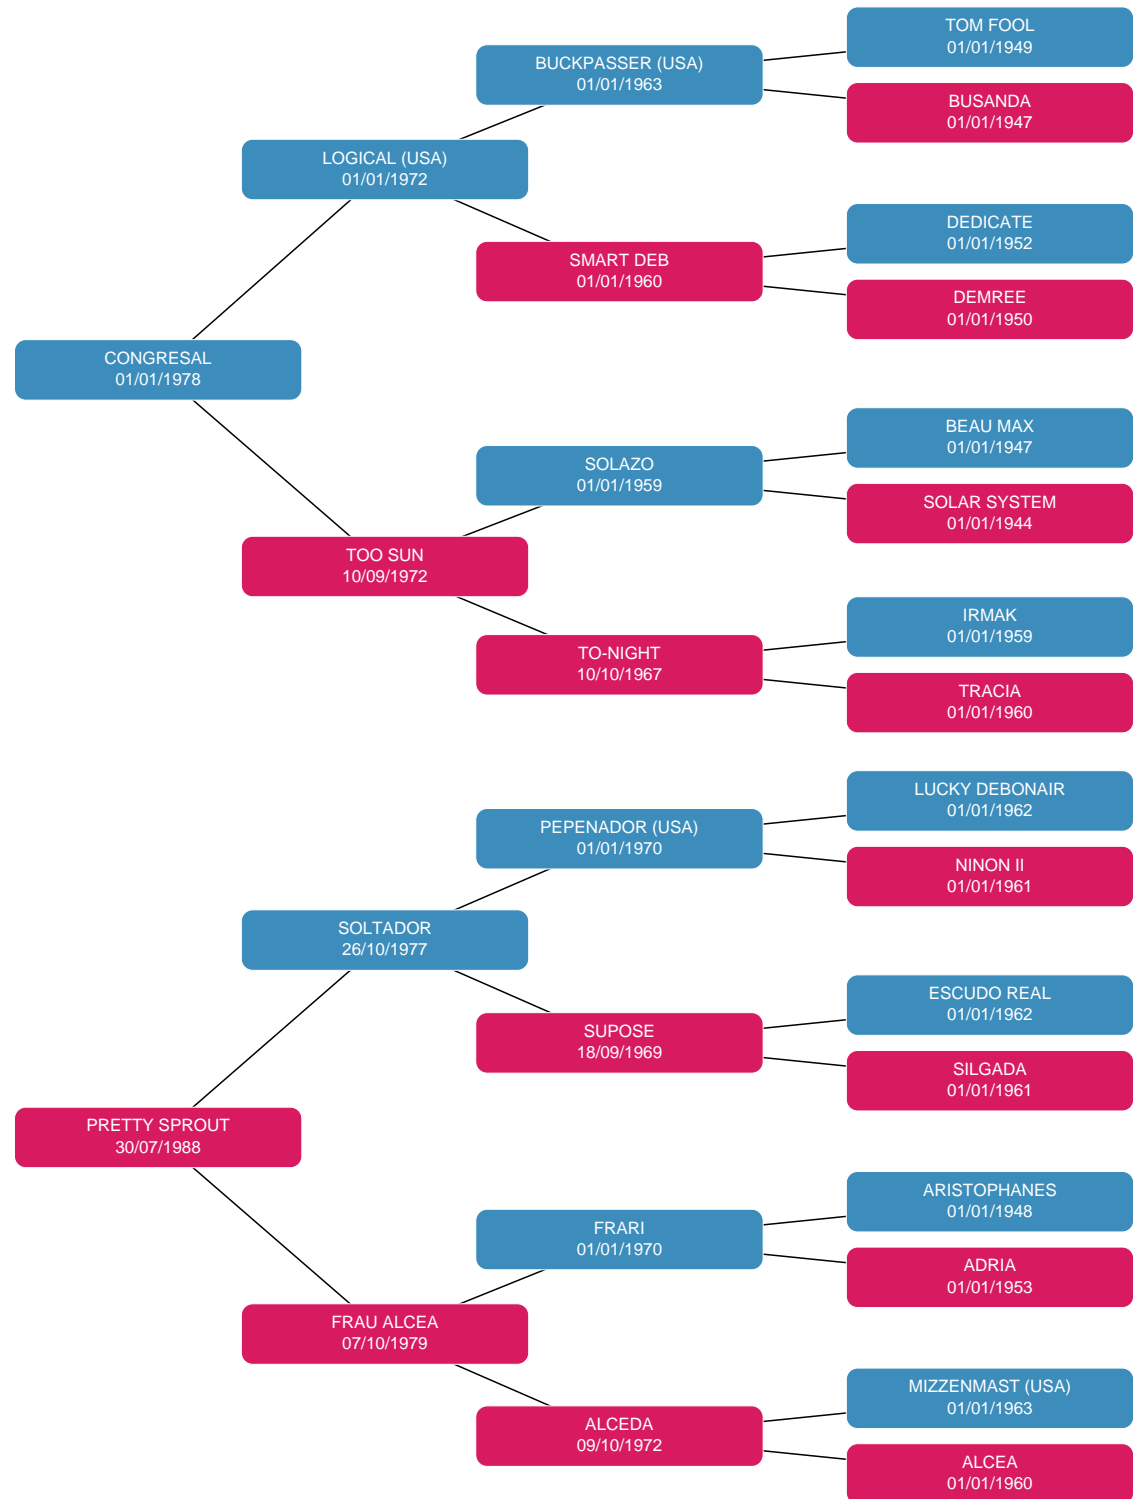 TOM FOOL
01/01/1949
BUCKPASSER (USA)
01/01/1963
BUSANDA
01/01/1947
LOGICAL (USA)
01/01/1972
DEDICATE
01/01/1952
SMART DEB
01/01/1960
DEMREE
01/01/1950
CONGRESAL
01/01/1978
BEAU MAX
01/01/1947
SOLAZO
01/01/1959
SOLAR SYSTEM
01/01/1944
TOO SUN
10/09/1972
IRMAK
01/01/1959
TO-NIGHT
10/10/1967
TRACIA
01/01/1960
LUCKY DEBONAIR
01/01/1962
PEPENADOR (USA)
01/01/1970
NINON II
01/01/1961
SOLTADOR
26/10/1977
ESCUDO REAL
01/01/1962
SUPOSE
18/09/1969
SILGADA
01/01/1961
PRETTY SPROUT
30/07/1988
ARISTOPHANES
01/01/1948
FRARI
01/01/1970
ADRIA
01/01/1953
FRAU ALCEA
07/10/1979
MIZZENMAST (USA)
01/01/1963
ALCEDA
09/10/1972
ALCEA
01/01/1960